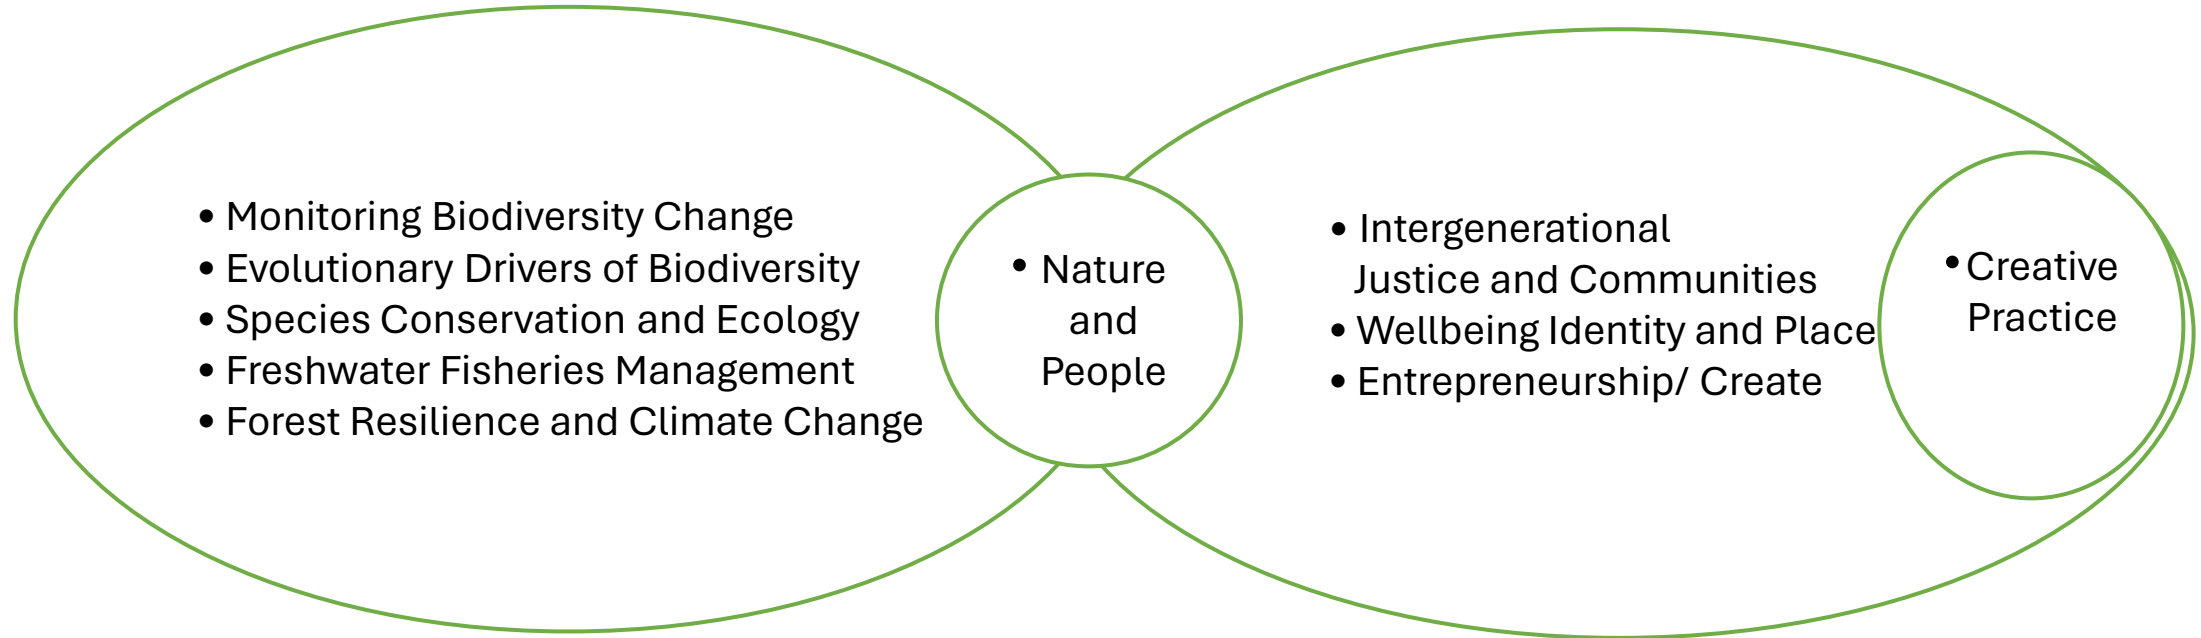 • Monitoring Biodiversity Change
• Evolutionary Drivers of Biodiversity
• Species Conservation and Ecology
• Freshwater Fisheries Management
• Forest Resilience and Climate Change
• Nature
and
People
• Intergenerational
Justice and Communities
• Wellbeing Identity and Place
• Entrepreneurship/ Create
• Creative
Practice